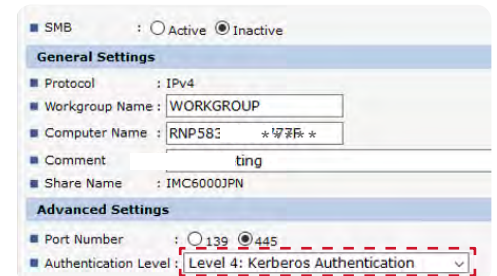 SMB : Active Inactive
General Settings
Protocol : IPv4
Workgroup Name : WORKGROUP
Computer Name : RNP583
Comment ting
Share Name : IMC6000JPN
Advanced Settings
Port Number : 139 445
Authentication Level : Level 4: Kerberos Authentication